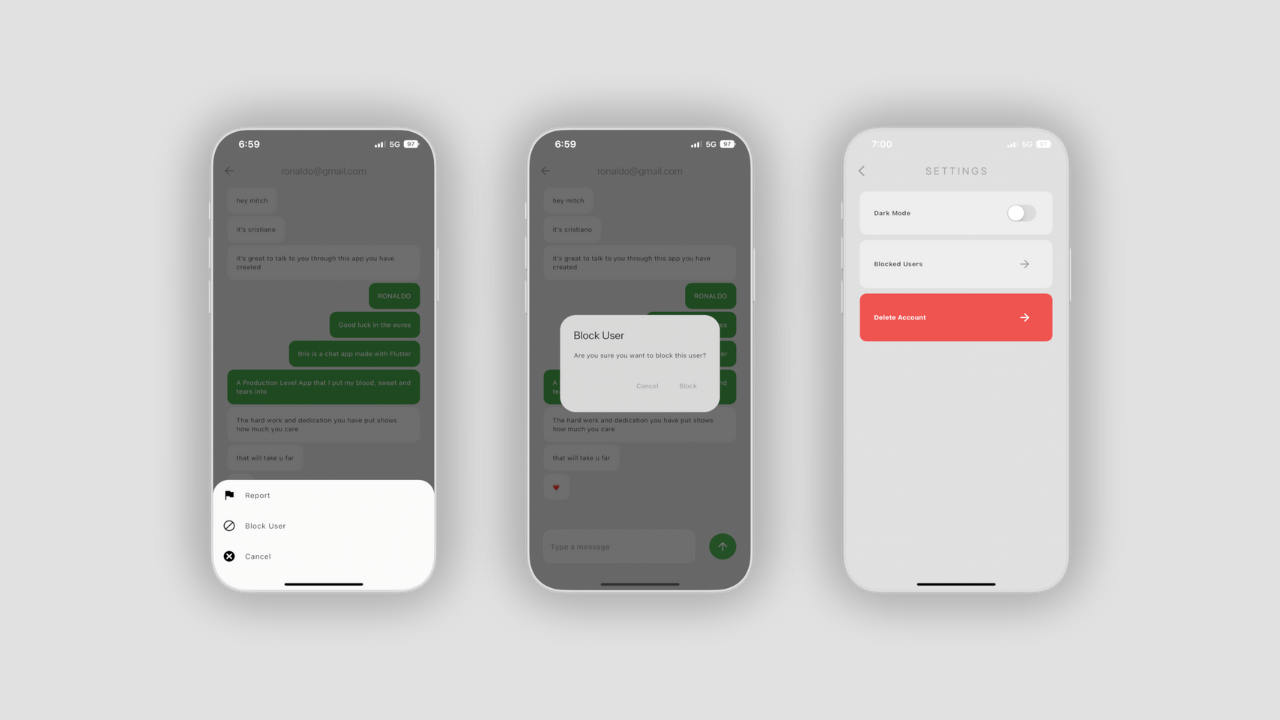 6:59
5G 97
ronaldo@gmail.com
hey mitch
it's cristiano
it's great to talk to you through this app you have
created
RONALDO
Good luck in the euros
this is a chat app made with Flutter
A Production Level App that I put my blood, sweat and
tears into
The hard work and dedication you have put shows
how much you care
that will take u far
Report
Block User
Cancel
6:59
5G 97
ronaldo@gmail.com
hey mitch
it's cristiano
it's great to talk to you through this app you have
created
RONALDO
os
ar
Block User
Are you sure you want to block this user?
Cancel
Block
A
nd
te
The hard work and dedication you have put shows
how much you care
that will take u far
Type a message
7:00
5G 97
SETTINGS
Dark Mode
Blocked Users
Delete Account